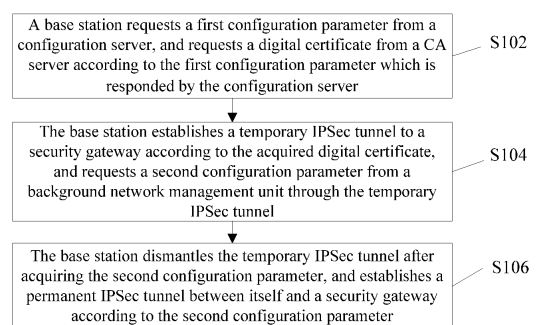 A base station requests a first configuration parameter from a
configuration server, and requests a digital certificate from a CA
server according to the first configuration parameter which is
responded by the configuration server
S102
The base station establishes a temporary IPSec tunnel to a
security gateway according to the acquired digital certificate,
and requests a second configuration parameter from a
background network management unit through the temporary
IPSec tunnel
S104
The base station dismantles the temporary IPSec tunnel after
acquiring the second configuration parameter, and establishes a
permanent IPSec tunnel between itself and a security gateway
according to the second configuration parameter
S106